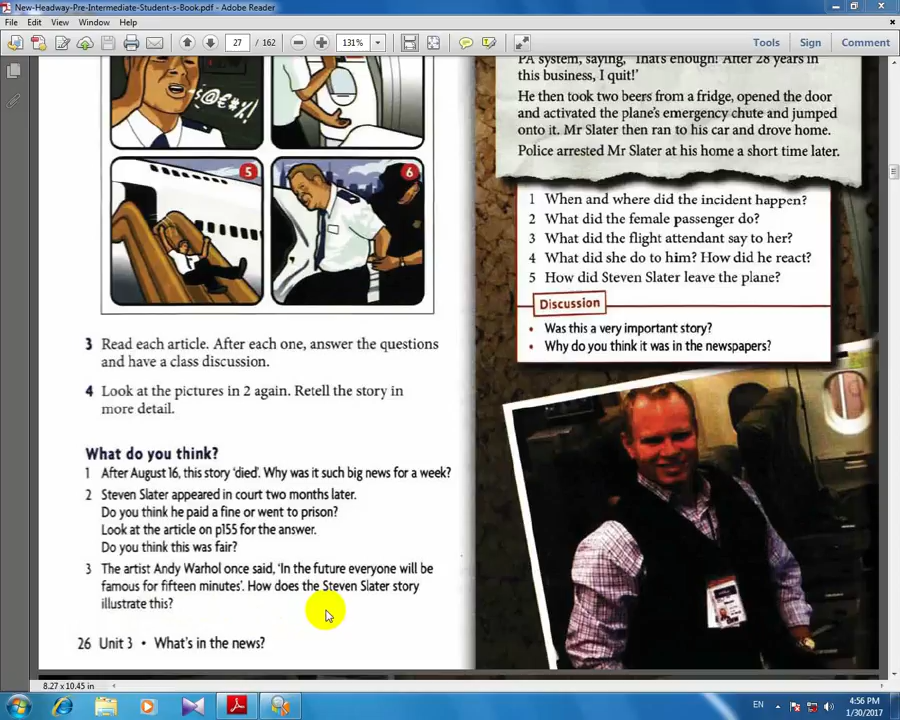 New-Headway-Pre-Intermediate-Student-s-Book.pdf - Adobe Reader
File Edit View Window Help
27 / 162 131% Tools Sign Comment
PA system, saying, 'That's enough! After 28 years in
this business, I quit!'
He then took two beers from a fridge, opened the door
and activated the plane's emergency chute and jumped
onto it. Mr Slater then ran to his car and drove home.
Police arrested Mr Slater at his home a short time later.
!@£#%/!
5
6
1 When and where did the incident happen?
2 What did the female passenger do?
3 What did the flight attendant say to her?
4 What did she do to him? How did he react?
5 How did Steven Slater leave the plane?
Discussion
• Was this a very important story?
• Why do you think it was in the newspapers?
3 Read each article. After each one, answer the questions
and have a class discussion.
4 Look at the pictures in 2 again. Retell the story in
more detail.
What do you think?
1 After August 16, this story 'died'. Why was it such big news for a week?
2 Steven Slater appeared in court two months later.
Do you think he paid a fine or went to prison?
Look at the article on p155 for the answer.
Do you think this was fair?
3 The artist Andy Warhol once said, 'In the future everyone will be
famous for fifteen minutes'. How does the Steven Slater story
illustrate this?
26 Unit 3 • What's in the news?
8.27 x 10.45 in
EN
4:56 PM
1/30/2017